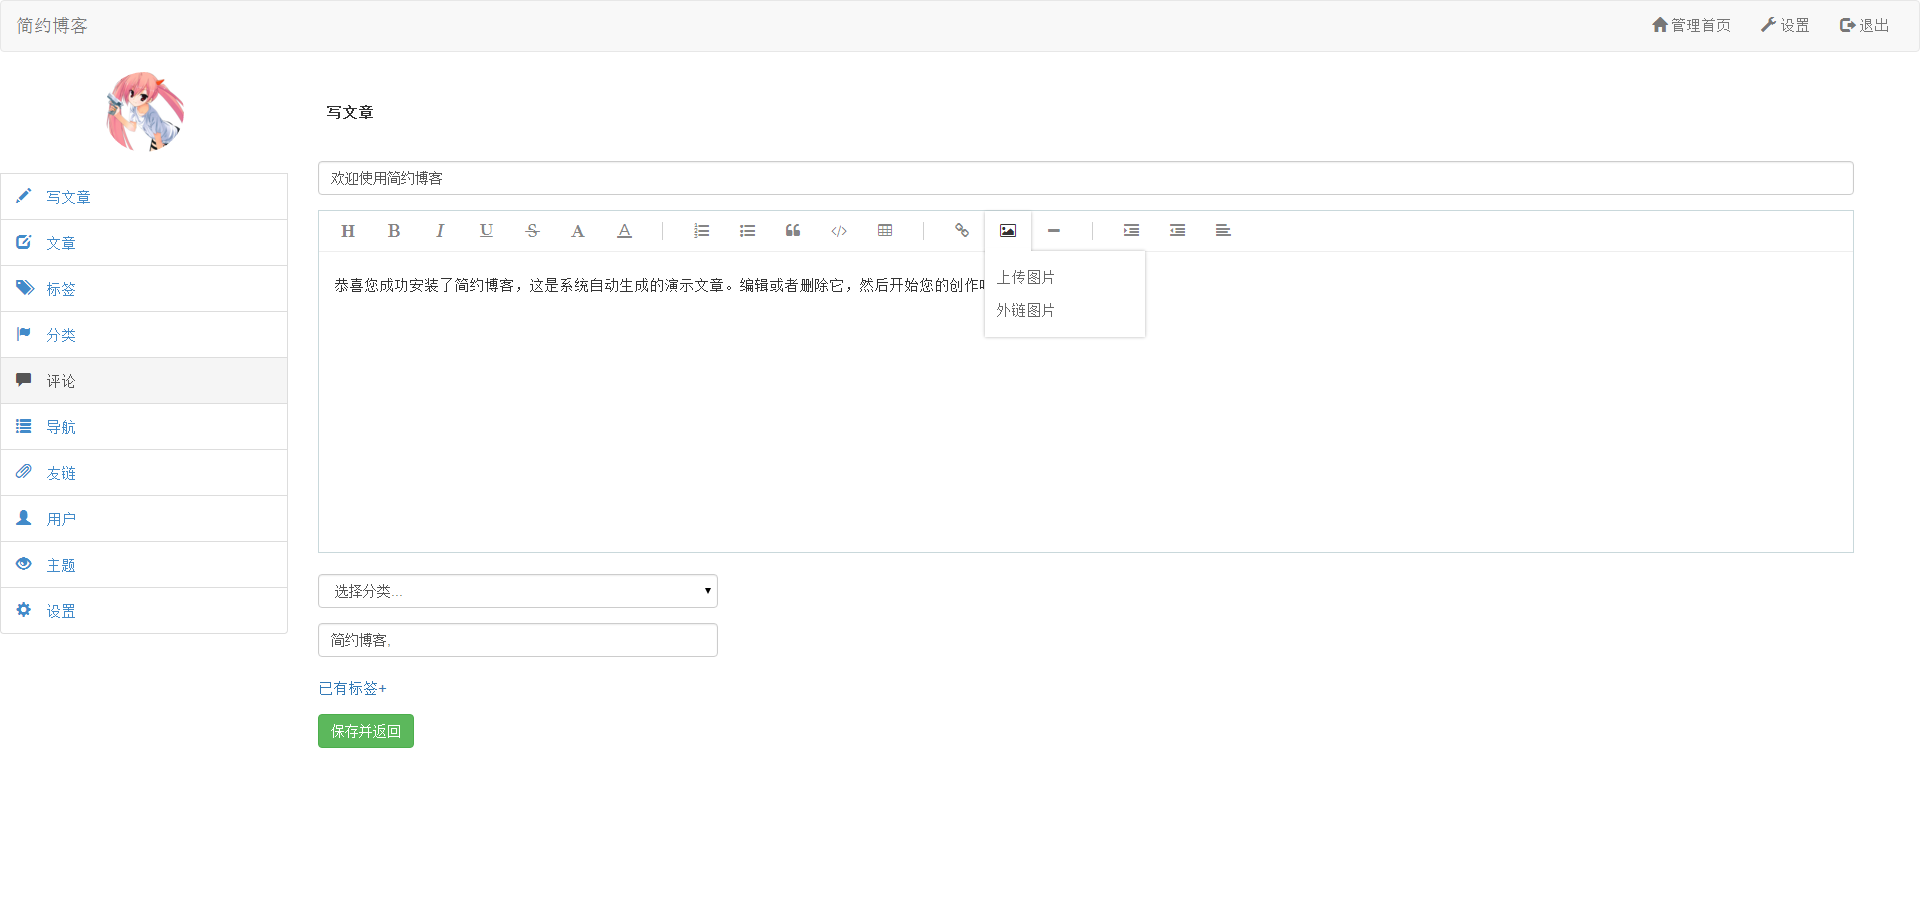 简约博客
管理首页 设置 退出
写文章
文章
标签
分类
评论
导航
友链
用户
主题
设置
写文章
欢迎使用简约博客
H B I U S A A
恭喜您成功安装了简约博客，这是系统自动生成的演示文章。编辑或者删除它，然后开始您的创作
上传图片
外链图片
选择分类...
简约博客,
已有标签+
保存并返回